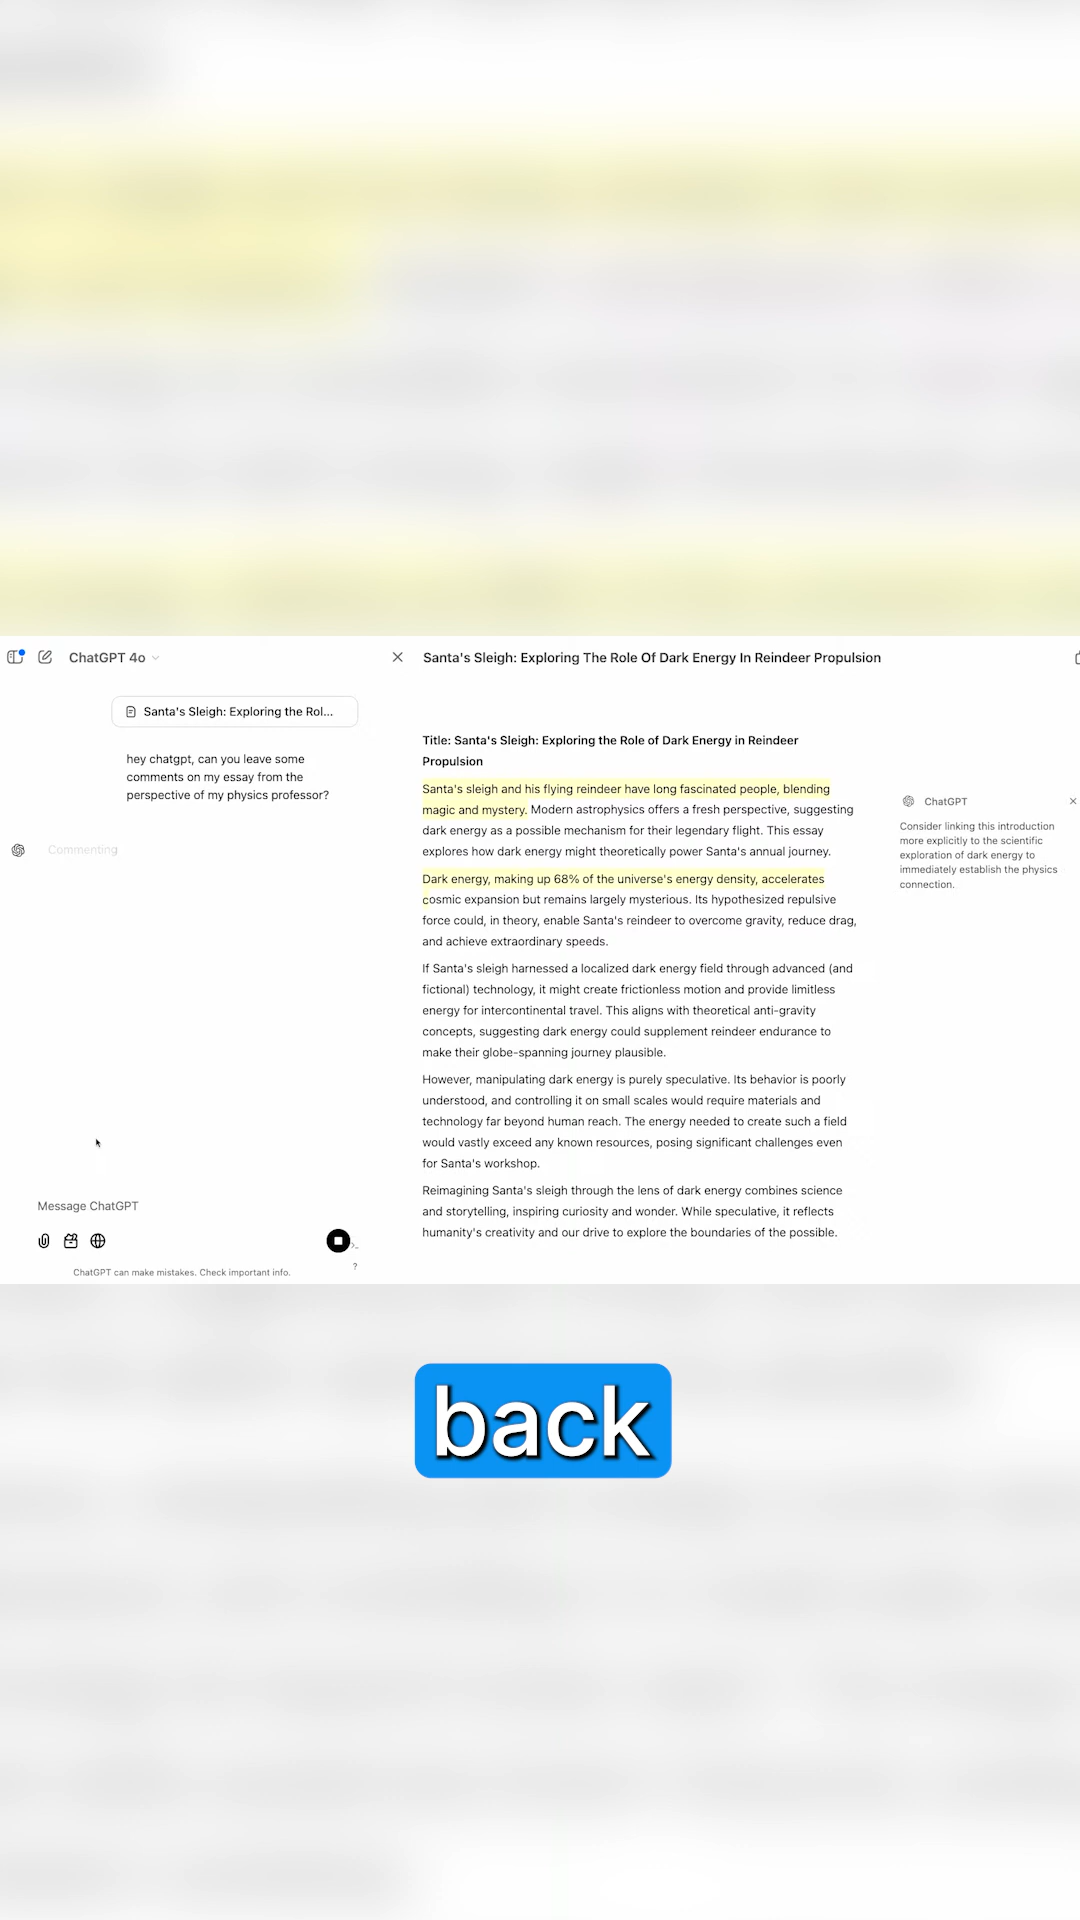 ChatGPT 4o
Santa's Sleigh: Exploring the Rol...
hey chatgpt, can you leave some
comments on my essay from the
perspective of my physics professor?
Commenting
Message ChatGPT
ChatGPT can make mistakes. Check important info.
?
Santa's Sleigh: Exploring The Role Of Dark Energy In Reindeer Propulsion
Title: Santa's Sleigh: Exploring the Role of Dark Energy in Reindeer
Propulsion
Santa's sleigh and his flying reindeer have long fascinated people, blending
magic and mystery. Modern astrophysics offers a fresh perspective, suggesting
dark energy as a possible mechanism for their legendary flight. This essay
explores how dark energy might theoretically power Santa's annual journey.
Dark energy, making up 68% of the universe's energy density, accelerates
cosmic expansion but remains largely mysterious. Its hypothesized repulsive
force could, in theory, enable Santa's reindeer to overcome gravity, reduce drag,
and achieve extraordinary speeds.
If Santa's sleigh harnessed a localized dark energy field through advanced (and
fictional) technology, it might create frictionless motion and provide limitless
energy for intercontinental travel. This aligns with theoretical anti-gravity
concepts, suggesting dark energy could supplement reindeer endurance to
make their globe-spanning journey plausible.
However, manipulating dark energy is purely speculative. Its behavior is poorly
understood, and controlling it on small scales would require materials and
technology far beyond human reach. The energy needed to create such a field
would vastly exceed any known resources, posing significant challenges even
for Santa's workshop.
Reimagining Santa's sleigh through the lens of dark energy combines science
and storytelling, inspiring curiosity and wonder. While speculative, it reflects
humanity's creativity and our drive to explore the boundaries of the possible.
ChatGPT
Consider linking this introduction
more explicitly to the scientific
exploration of dark energy to
immediately establish the physics
connection.
back